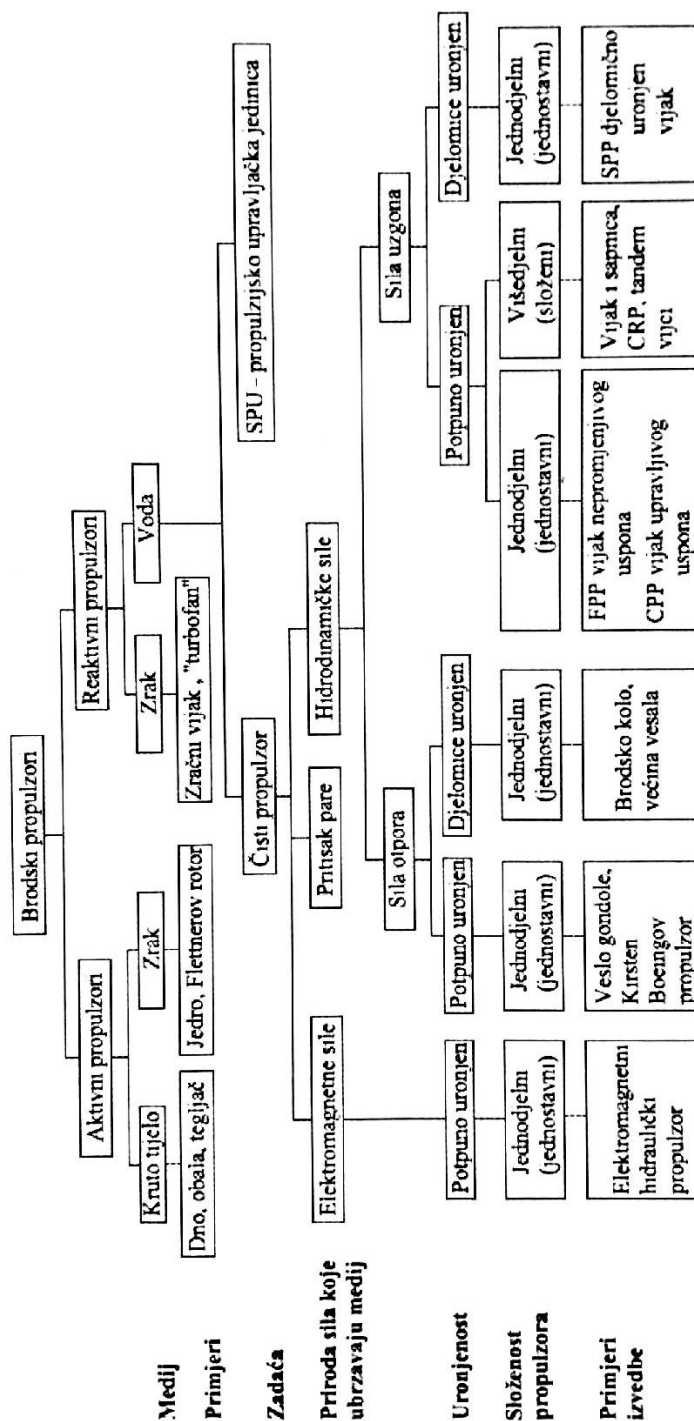 Brodski propulzori
Aktivni propulzori
Reaktivni propulzori
Medij
Kruto tijelo
Zrak
Zrak
Voda
Primjeri
Dno, obala, tegljač
Jedro, Flettnerov rotor
Zračni vijak , "turbofan"
Zadaća
Čisti propulzor
SPU - propulzijsko upravljačka jedinica
Priroda sila koje
ubrzavaju medij
Elektromagnetne sile
Pritisak pare
Hidrodinamičke sile
Sila otpora
Sila uzgona
Uronjenost
Potpuno uronjen
Potpuno uronjen
Djelomice uronjen
Potpuno uronjen
Djelomice uronjen
Složenost
propulzora
Jednodjelni
(jednostavni)
Jednodjelni
(jednostavni)
Jednodjelni
(jednostavni)
Jednodjelni
(jednostavni)
Višedjelni
(složeni)
Jednodjelni
(jednostavni)
Primjeri
izvedbe
Elektromagnetni
hidraulički
propulzor
Veslo gondole,
Kirsten
Boeingov
propulzor
Brodsko kolo,
većina vesala
FPP vijak nepromjenjivog
uspona
CPP vijak upravljivog
uspona
Vijak i sapnica,
CRP, tandem
vijci
SPP djelomično
uronjen
vijak